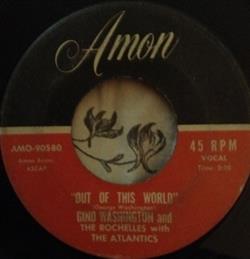 Amon
AMO-90580
45 RPM
ASCAP
VOCAL
"OUT OF THIS WORLD"
(George Washington)
GINO WASHINGTON and
THE ROCHELLES with
THE ATLANTICS